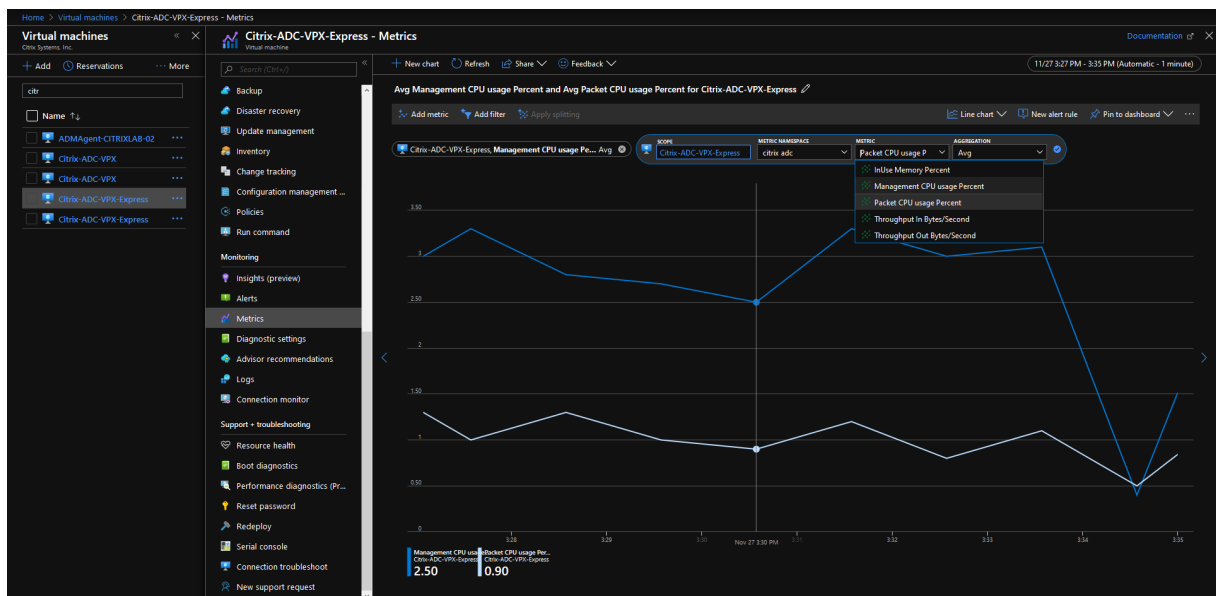 Home > Virtual machines > Citrix-ADC-VPX-Express - Metrics
Virtual machines
Citrix Systems, Inc.
Add Reservations ··· More
citr
Name
ADMAgent-CITRIXLAB-02 ···
Citrix-ADC-VPX ···
Citrix-ADC-VPX ···
Citrix-ADC-VPX-Express ···
Citrix-ADC-VPX-Express ···
Citrix-ADC-VPX-Express - Metrics
Virtual machine
Documentation
Search (Ctrl+/)
Backup
Disaster recovery
Update management
Inventory
Change tracking
Configuration management ...
Policies
Run command
Monitoring
Insights (preview)
Alerts
Metrics
Diagnostic settings
Advisor recommendations
Logs
Connection monitor
Support + troubleshooting
Resource health
Boot diagnostics
Performance diagnostics (Pr...
Reset password
Redeploy
Serial console
Connection troubleshoot
New support request
New chart Refresh Share Feedback
11/27 3:27 PM - 3:35 PM (Automatic - 1 minute)
Avg Management CPU usage Percent and Avg Packet CPU usage Percent for Citrix-ADC-VPX-Express
Add metric Add filter Apply splitting
Line chart New alert rule Pin to dashboard ···
Citrix-ADC-VPX-Express, Management CPU usage Pe... Avg
SCOPE METRIC NAMESPACE METRIC AGGREGATION
Citrix-ADC-VPX-Express citrix adc Packet CPU usage P Avg
InUse Memory Percent
Management CPU usage Percent
Packet CPU usage Percent
Throughput In Bytes/Second
Throughput Out Bytes/Second
3.50
3
2.50
2
1.50
1
0.50
0
3:28 3:29 3:30 Nov 27 3:30 PM 3:31 3:32 3:33 3:34 3:35
Management CPU usa Packet CPU usage Per...
Citrix-ADC-VPX-Express Citrix-ADC-VPX-Express
2.50 0.90